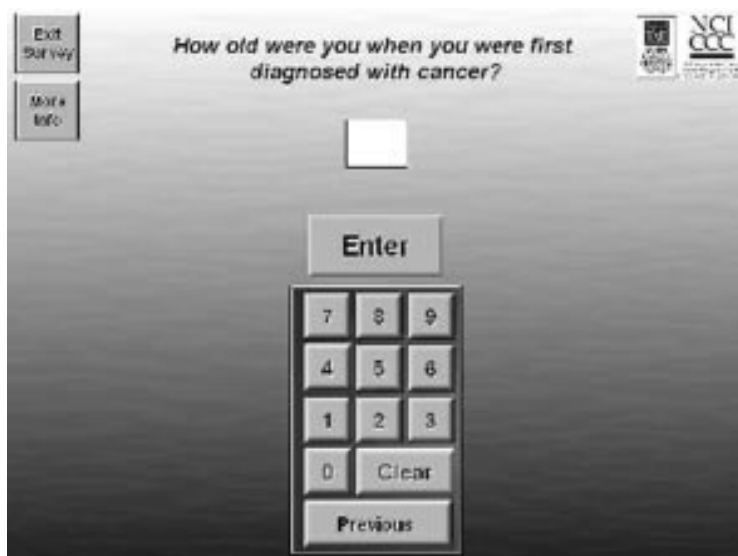 Exit
Survey
How old were you when you were first
diagnosed with cancer?
NCI
CCC
More
Info
Enter
7 8 9
4 5 6
1 2 3
0 Clear
Previous